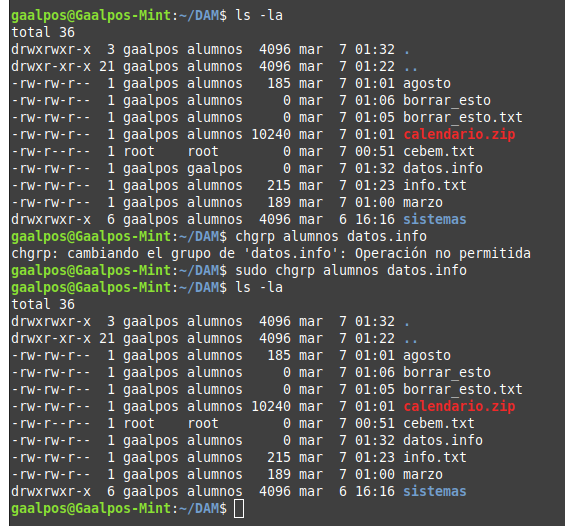 gaalpos@Gaalpos-Mint:~/DAM$ ls -la
total 36
drwxrwxr-x  3 gaalpos alumnos  4096 mar  7 01:32 .
drwxr-xr-x 21 gaalpos alumnos  4096 mar  7 01:22 ..
-rw-rw-r--  1 gaalpos alumnos   185 mar  7 01:01 agosto
-rw-rw-r--  1 gaalpos alumnos     0 mar  7 01:06 borrar_esto
-rw-rw-r--  1 gaalpos alumnos     0 mar  7 01:05 borrar_esto.txt
-rw-rw-r--  1 gaalpos alumnos 10240 mar  7 01:01 calendario.zip
-rw-r--r--  1 root    root        0 mar  7 00:51 cebem.txt
-rw-rw-r--  1 gaalpos gaalpos     0 mar  7 01:32 datos.info
-rw-rw-r--  1 gaalpos alumnos   215 mar  7 01:23 info.txt
-rw-rw-r--  1 gaalpos alumnos   189 mar  7 01:00 marzo
drwxrwxr-x  6 gaalpos alumnos  4096 mar  6 16:16 sistemas
gaalpos@Gaalpos-Mint:~/DAM$ chgrp alumnos datos.info
chgrp: cambiando el grupo de 'datos.info': Operación no permitida
gaalpos@Gaalpos-Mint:~/DAM$ sudo chgrp alumnos datos.info
gaalpos@Gaalpos-Mint:~/DAM$ ls -la
total 36
drwxrwxr-x  3 gaalpos alumnos  4096 mar  7 01:32 .
drwxr-xr-x 21 gaalpos alumnos  4096 mar  7 01:22 ..
-rw-rw-r--  1 gaalpos alumnos   185 mar  7 01:01 agosto
-rw-rw-r--  1 gaalpos alumnos     0 mar  7 01:06 borrar_esto
-rw-rw-r--  1 gaalpos alumnos     0 mar  7 01:05 borrar_esto.txt
-rw-rw-r--  1 gaalpos alumnos 10240 mar  7 01:01 calendario.zip
-rw-r--r--  1 root    root        0 mar  7 00:51 cebem.txt
-rw-rw-r--  1 gaalpos alumnos     0 mar  7 01:32 datos.info
-rw-rw-r--  1 gaalpos alumnos   215 mar  7 01:23 info.txt
-rw-rw-r--  1 gaalpos alumnos   189 mar  7 01:00 marzo
drwxrwxr-x  6 gaalpos alumnos  4096 mar  6 16:16 sistemas
gaalpos@Gaalpos-Mint:~/DAM$